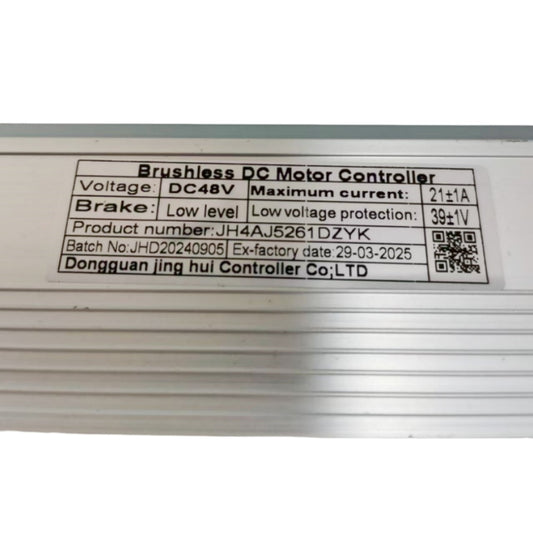 Brushless DC Motor Controller
Voltage: DC48V Maximum current: 21±1A
Brake: Low level Low voltage protection: 39±1V
Product number:JH4AJ5261DZYK
Batch No:JHD20240905 Ex-factory date:29-03-2025
Dongguan jing hui Controller Co;LTD